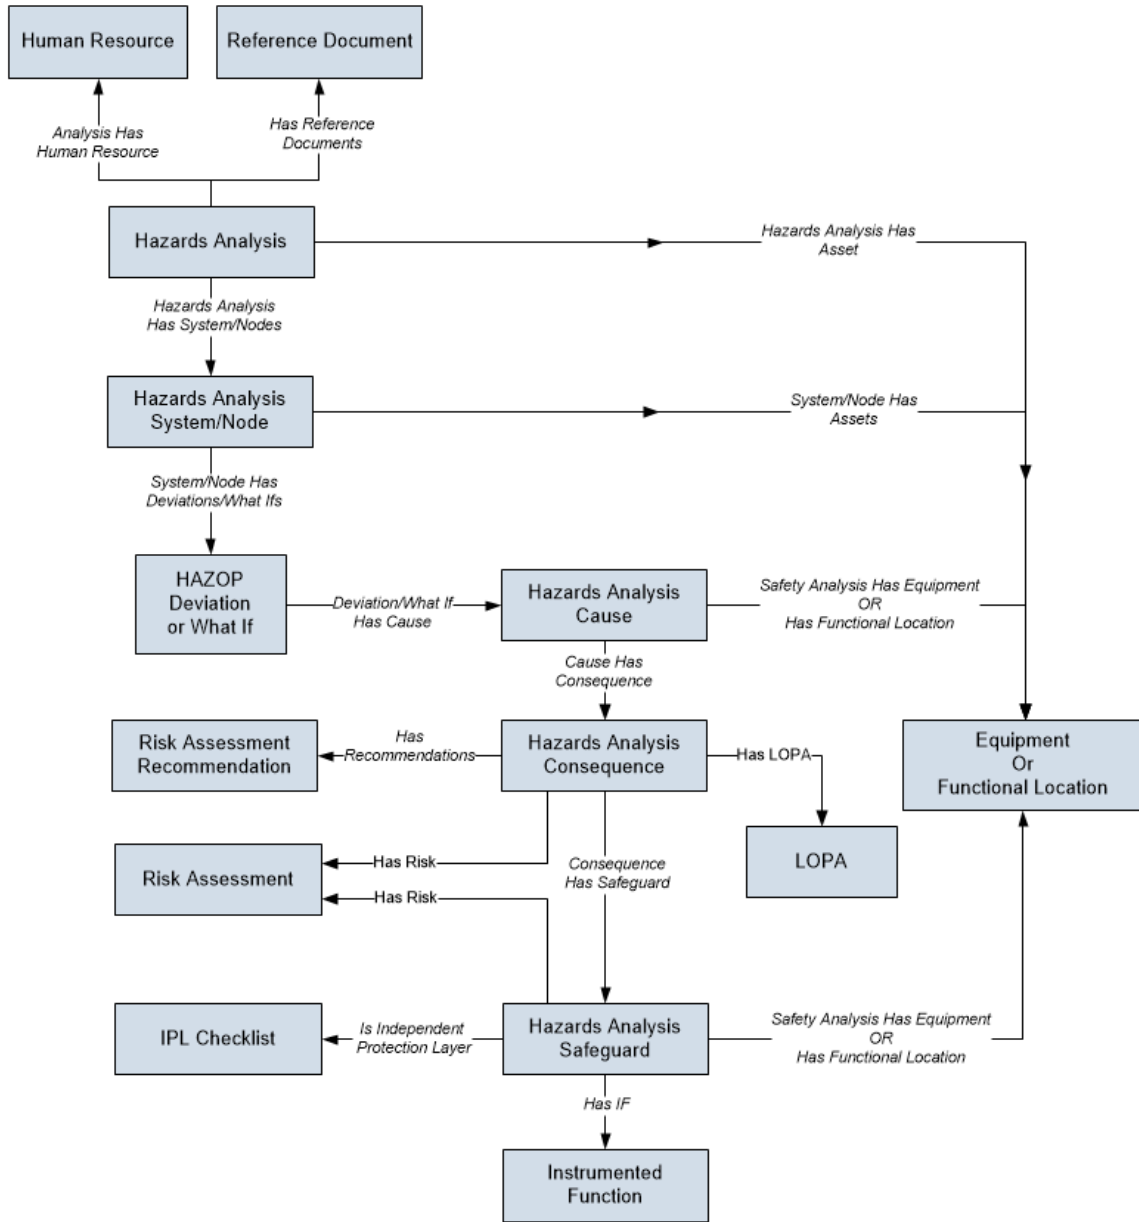 Human Resource
Reference Document
Analysis Has
Human Resource
Has Reference
Documents
Hazards Analysis
Hazards Analysis Has
Asset
Hazards Analysis
Has System/Nodes
Hazards Analysis
System/Node
System/Node Has
Assets
System/Node Has
Deviations/What Ifs
HAZOP
Deviation
or What If
Deviation/What If
Has Cause
Hazards Analysis
Cause
Safety Analysis Has Equipment
OR
Has Functional Location
Cause Has
Consequence
Risk Assessment
Recommendation
Has
Recommendations
Hazards Analysis
Consequence
Has LOPA
Equipment
Or
Functional Location
LOPA
Risk Assessment
Has Risk
Has Risk
Consequence
Has Safeguard
IPL Checklist
Is Independent
Protection Layer
Hazards Analysis
Safeguard
Safety Analysis Has Equipment
OR
Has Functional Location
Has IF
Instrumented
Function